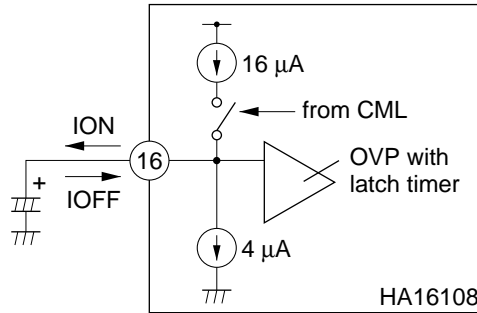 16 μA
from CML
ION
16
IOFF
+
OVP with
latch timer
4 μA
HA16108